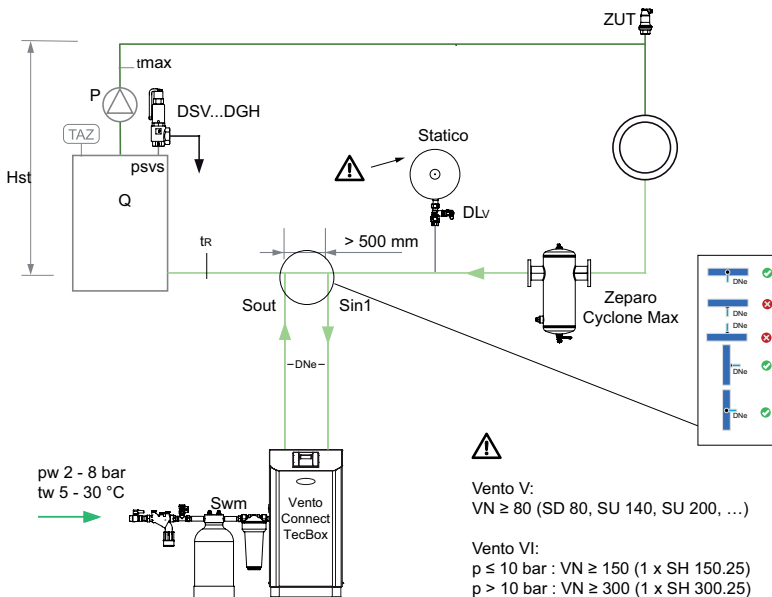 ZUT
tmax
P
DSV...DGH
TAZ
psvs
Statico
Hst
Q
DLV
tR
> 500 mm
Sout
Sin1
Zeparo
Cyclone Max
DNe
DNe
DNe
DNe
DNe
DNe
pw 2 - 8 bar
tw 5 - 30 °C
Swm
Vento
Connect
TecBox
Vento V:
VN ≥ 80 (SD 80, SU 140, SU 200, …)
Vento VI:
p ≤ 10 bar : VN ≥ 150 (1 x SH 150.25)
p > 10 bar : VN ≥ 300 (1 x SH 300.25)